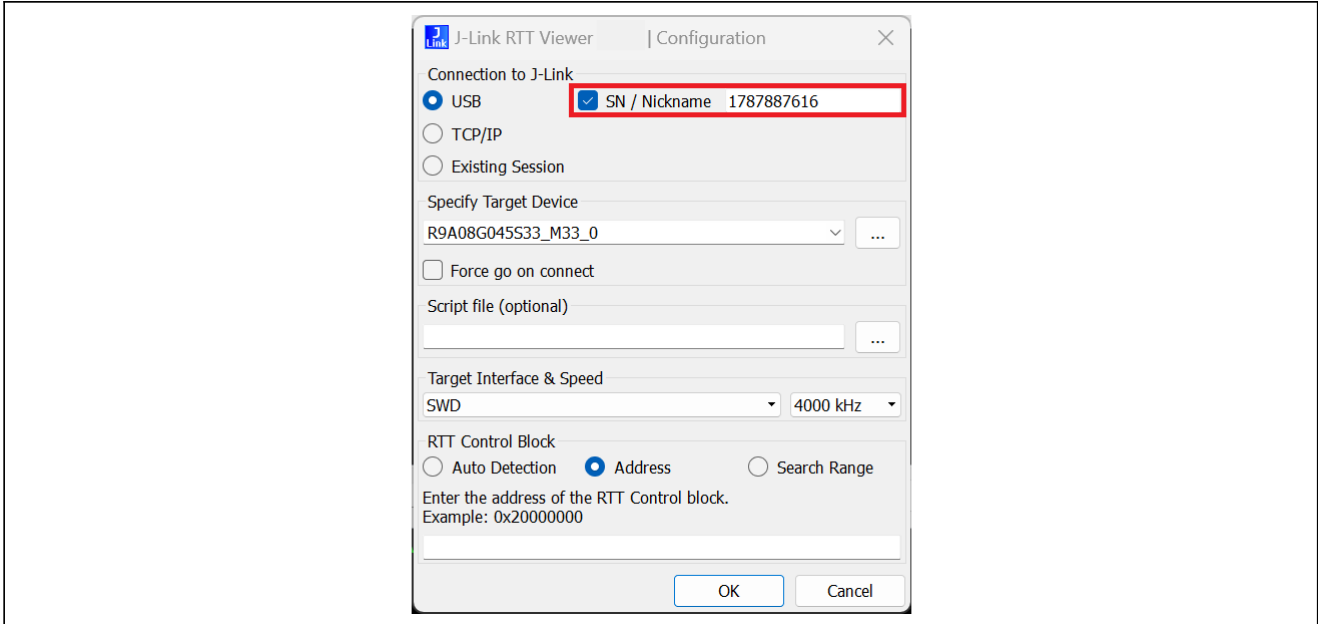 J-Link RTT Viewer | Configuration
Connection to J-Link
USB SN / Nickname 1787887616
TCP/IP
Existing Session
Specify Target Device
R9A08G045S33_M33_0 ...
Force go on connect
Script file (optional)
...
Target Interface & Speed
SWD 4000 kHz
RTT Control Block
Auto Detection Address Search Range
Enter the address of the RTT Control block.
Example: 0x20000000
OK Cancel